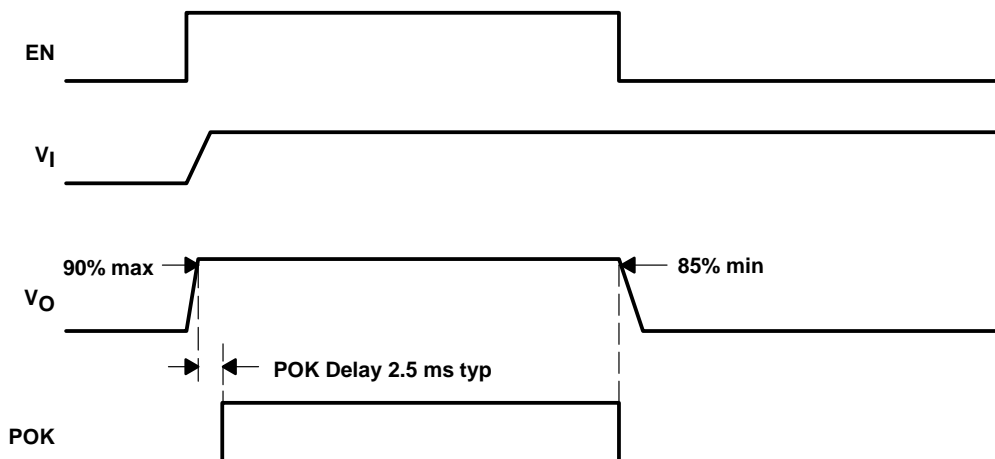 EN
VI
90% max
85% min
VO
POK Delay 2.5 ms typ
POK